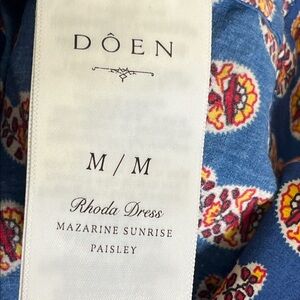 DÔEN
M / M
Rhoda Dress
MAZARINE SUNRISE
PAISLEY